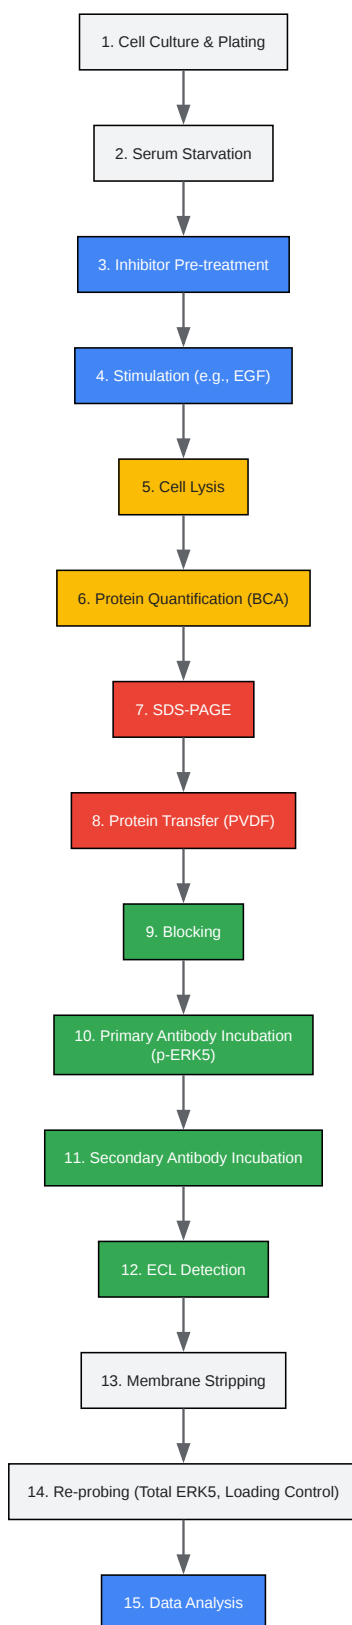 1. Cell Culture & Plating
2. Serum Starvation
3. Inhibitor Pre-treatment
4. Stimulation (e.g., EGF)
5. Cell Lysis
6. Protein Quantification (BCA)
7. SDS-PAGE
8. Protein Transfer (PVDF)
9. Blocking
10. Primary Antibody Incubation
(p-ERK5)
11. Secondary Antibody Incubation
12. ECL Detection
13. Membrane Stripping
14. Re-probing (Total ERK5, Loading Control)
15. Data Analysis